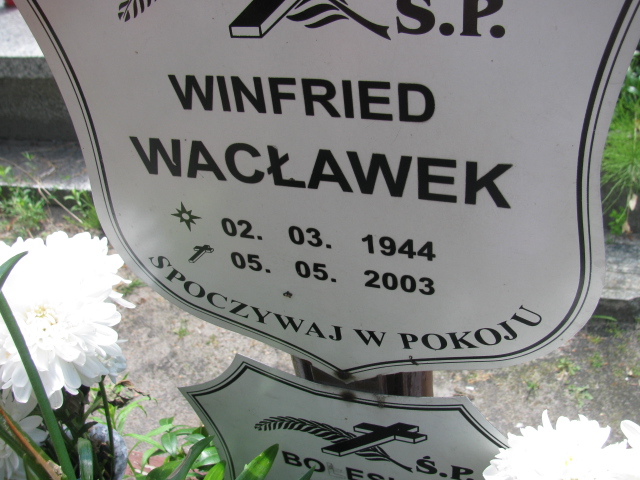 Ś.P.
WINFRIED
WACŁAWEK
02. 03. 1944
05. 05. 2003
SPOCZYWAJ W POKOJU
Ś.P.